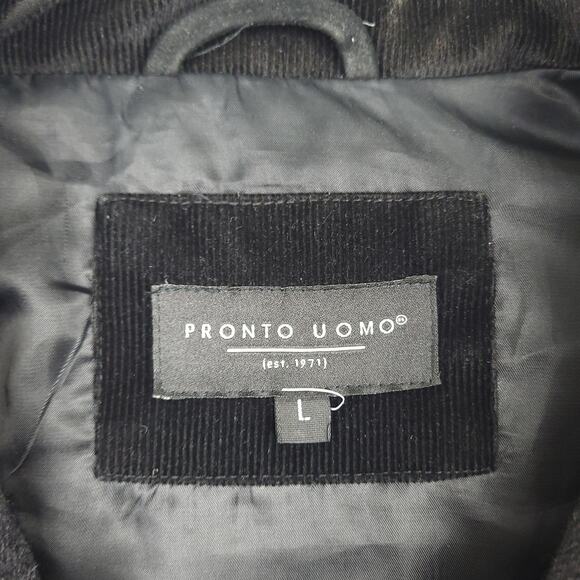 PRONTO UOMO®
(est. 1971)
L